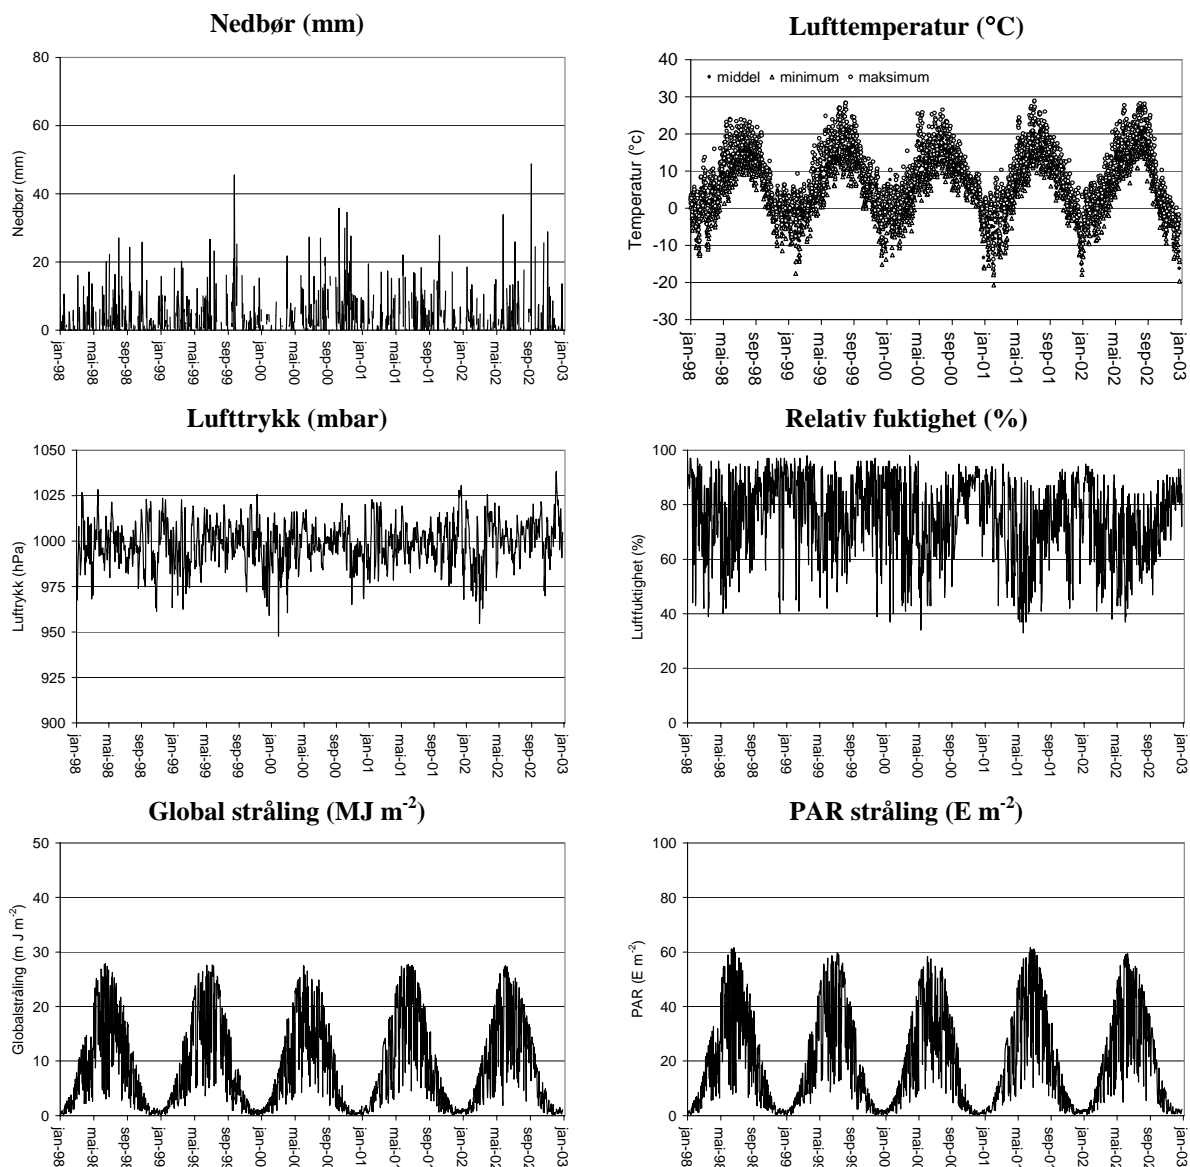 Nedbør (mm)
80
60
40
20
0
Nedbør (mm)
jan-98
mai-98
sep-98
jan-99
mai-99
sep-99
jan-00
mai-00
sep-00
jan-01
mai-01
sep-01
jan-02
mai-02
sep-02
jan-03
Lufttemperatur (°C)
40
30
20
10
0
-10
-20
-30
Temperatur (°c)
middel minimum maksimum
jan-98
mai-98
sep-98
jan-99
mai-99
sep-99
jan-00
mai-00
sep-00
jan-01
mai-01
sep-01
jan-02
mai-02
sep-02
jan-03
Lufttrykk (mbar)
1050
1025
1000
975
950
925
900
Luftrykk (hPa)
jan-98
mai-98
sep-98
jan-99
mai-99
sep-99
jan-00
mai-00
sep-00
jan-01
mai-01
sep-01
jan-02
mai-02
sep-02
jan-03
Relativ fuktighet (%)
100
80
60
40
20
0
Luftfuktighet (%)
jan-98
mai-98
sep-98
jan-99
mai-99
sep-99
jan-00
mai-00
sep-00
jan-01
mai-01
sep-01
jan-02
mai-02
sep-02
jan-03
Global stråling (MJ m⁻²)
50
40
30
20
10
0
Globalstråling (m J m⁻²)
jan-98
jan-99
jan-00
jan-01
jan-02
jan-03
PAR stråling (E m⁻²)
100
80
60
40
20
0
PAR (E m⁻²)
jan-98
jan-99
jan-00
jan-01
jan-02
jan-03